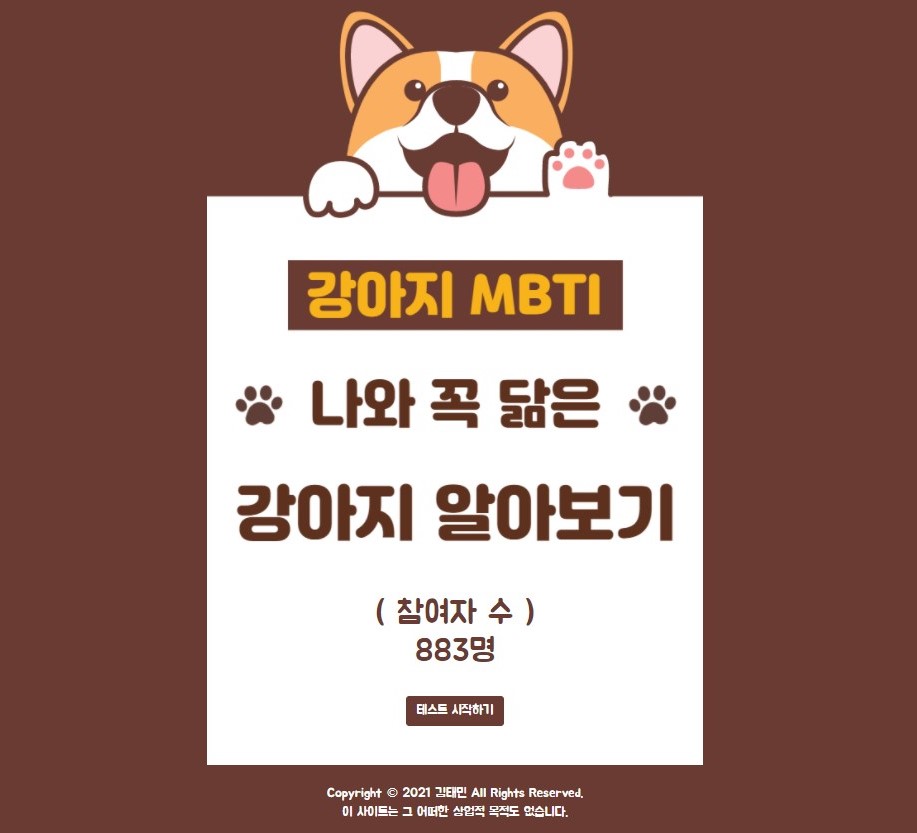 강아지 MBTI
나와 꼭 닮은
강아지 알아보기
( 참여자 수 )
883명
테스트 시작하기
Copyright © 2021 김태민 All Rights Reserved.
이 사이트는 그 어떠한 상업적 목적도 없습니다.